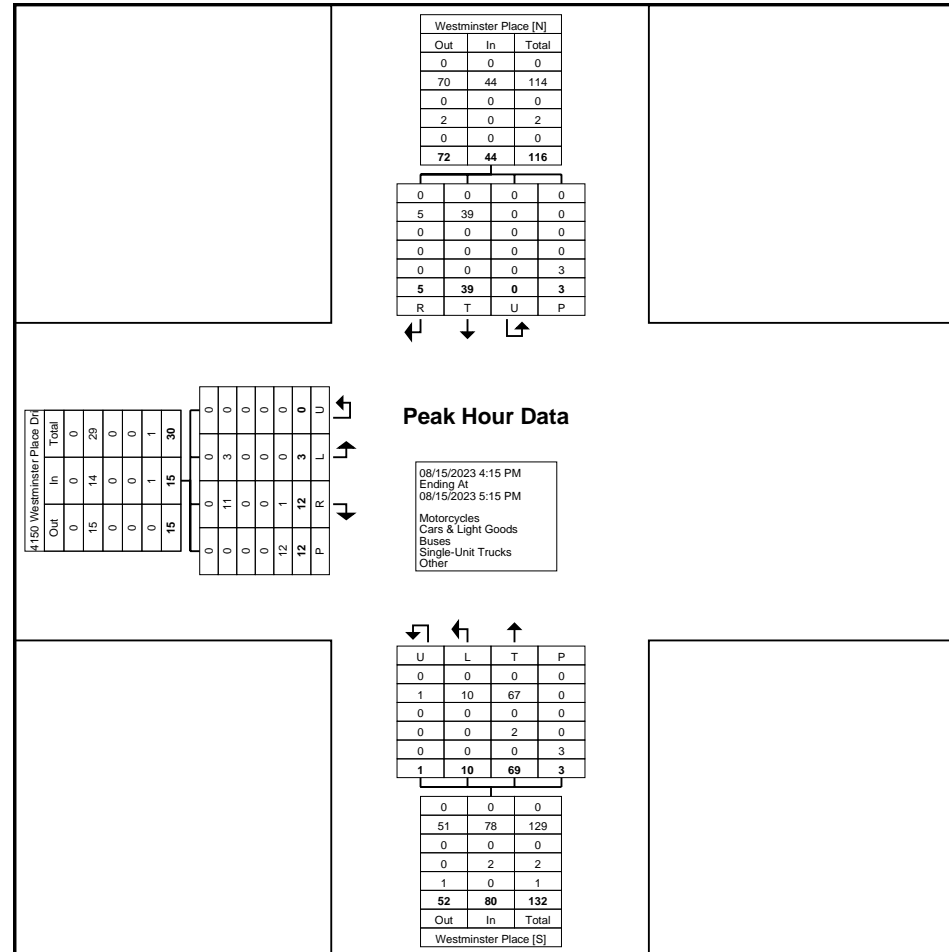 Westminster Place [N]
Out In Total
0 0 0
70 44 114
0 0 0
2 0 2
0 0 0
72 44 116
0 0 0 0
5 39 0 0
0 0 0 0
0 0 0 0
0 0 0 3
5 39 0 3
R T U P
4150 Westminster Place Dri
Out In Total
0 0 0
15 14 29
0 0 0
0 0 0
0 1 1
15 15 30
0 0 0 0
0 11 3 0
0 0 0 0
0 0 0 0
12 1 0 0
12 12 3 0
P R L U
Peak Hour Data
08/15/2023 4:15 PM
Ending At
08/15/2023 5:15 PM
Motorcycles
Cars & Light Goods
Buses
Single-Unit Trucks
Other
U L T P
0 0 0 0
1 10 67 0
0 0 0 0
0 0 2 0
0 0 0 3
1 10 69 3
0 0 0
51 78 129
0 0 0
0 2 2
1 0 1
52 80 132
Out In Total
Westminster Place [S]